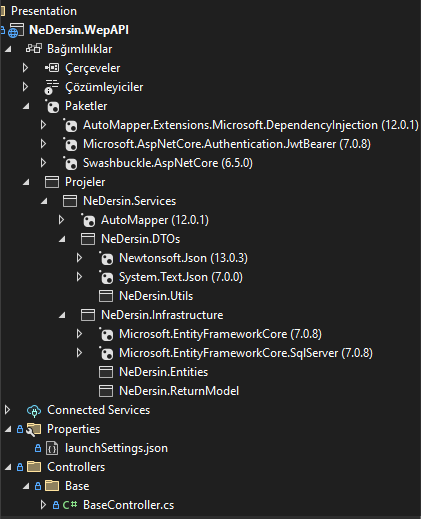 Presentation
NeDersin.WepAPI
Bağımlılıklar
Çerçeveler
Çözümleyiciler
Paketler
AutoMapper.Extensions.Microsoft.DependencyInjection (12.0.1)
Microsoft.AspNetCore.Authentication.JwtBearer (7.0.8)
Swashbuckle.AspNetCore (6.5.0)
Projeler
NeDersin.Services
AutoMapper (12.0.1)
NeDersin.DTOs
Newtonsoft.Json (13.0.3)
System.Text.Json (7.0.0)
NeDersin.Utils
NeDersin.Infrastructure
Microsoft.EntityFrameworkCore (7.0.8)
Microsoft.EntityFrameworkCore.SqlServer (7.0.8)
NeDersin.Entities
NeDersin.ReturnModel
Connected Services
Properties
launchSettings.json
Controllers
Base
C# BaseController.cs